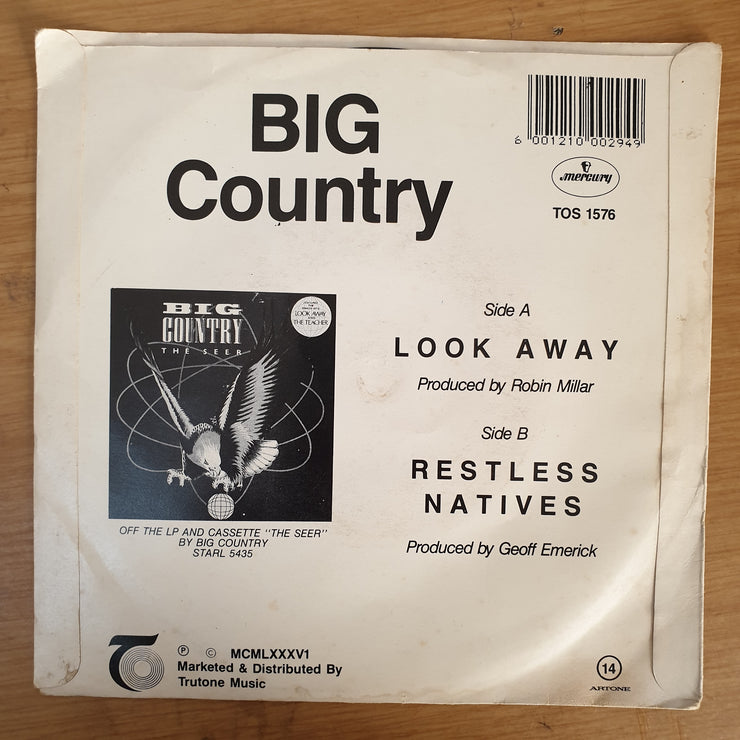 BIG
Country
6 001210 002949
mercury
TOS 1576
BIG
COUNTRY
THE SEER
LOOK AWAY
THE TEACHER
OFF THE LP AND CASSETTE "THE SEER"
BY BIG COUNTRY
STARL 5435
Side A
LOOK AWAY
Produced by Robin Millar
Side B
RESTLESS
NATIVES
Produced by Geoff Emerick
Ⓟ © MCMLXXXV1
Marketed & Distributed By
Trutone Music
14
ARTONE